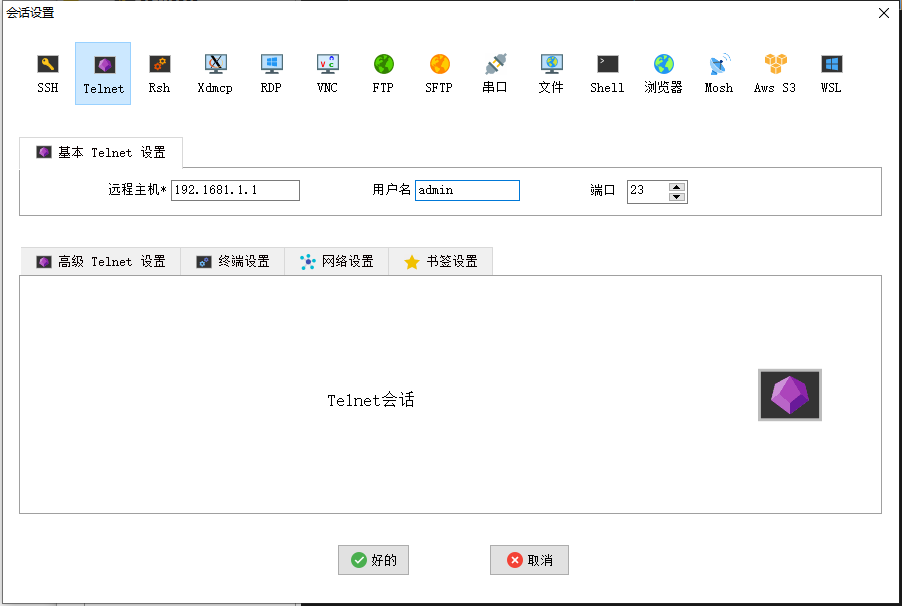 会话设置
SSH Telnet Rsh Xdmcp RDP VNC FTP SFTP 串口 文件 Shell 浏览器 Mosh Aws S3 WSL
基本 Telnet 设置
远程主机* 192.1681.1.1 用户名 admin 端口 23
高级 Telnet 设置 终端设置 网络设置 书签设置
Telnet会话
好的 取消